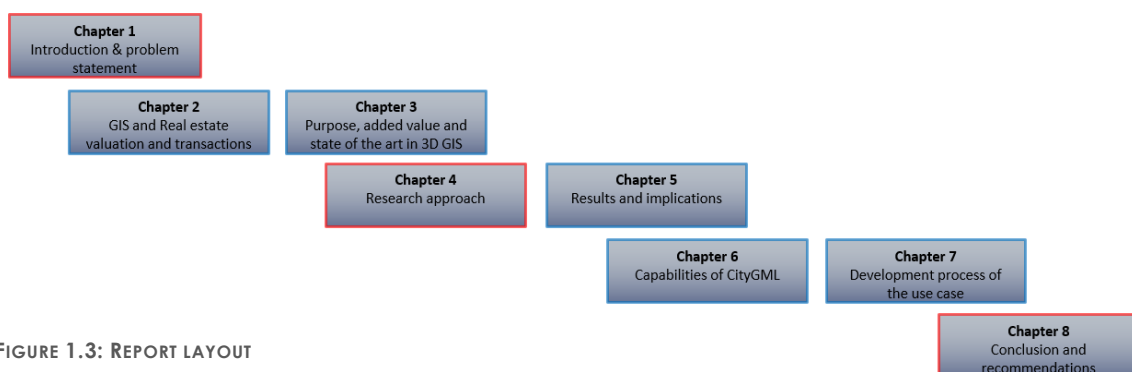 Chapter 1
Introduction & problem
statement
Chapter 2
GIS and Real estate
valuation and transactions
Chapter 3
Purpose, added value and
state of the art in 3D GIS
Chapter 4
Research approach
Chapter 5
Results and implications
Chapter 6
Capabilities of CityGML
Chapter 7
Development process of
the use case
Chapter 8
Conclusion and
recommendations
FIGURE 1.3: REPORT LAYOUT